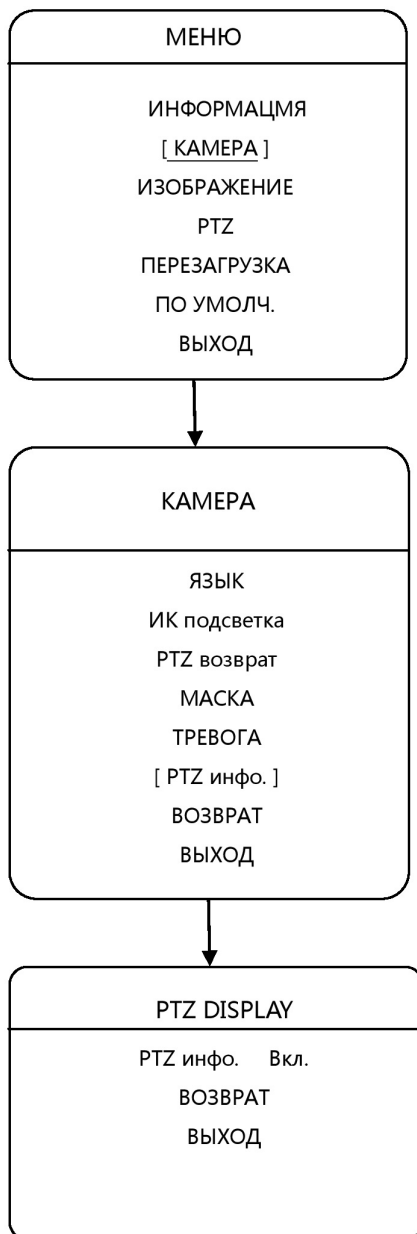 МЕНЮ
ИНФОРМАЦМЯ
[ КАМЕРА ]
ИЗОБРАЖЕНИЕ
PTZ
ПЕРЕЗАГРУЗКА
ПО УМОЛЧ.
ВЫХОД
КАМЕРА
ЯЗЫК
ИК подсветка
PTZ возврат
МАСКА
ТРЕВОГА
[ PTZ инфо. ]
ВОЗВРАТ
ВЫХОД
PTZ DISPLAY
PTZ инфо. Вкл.
ВОЗВРАТ
ВЫХОД